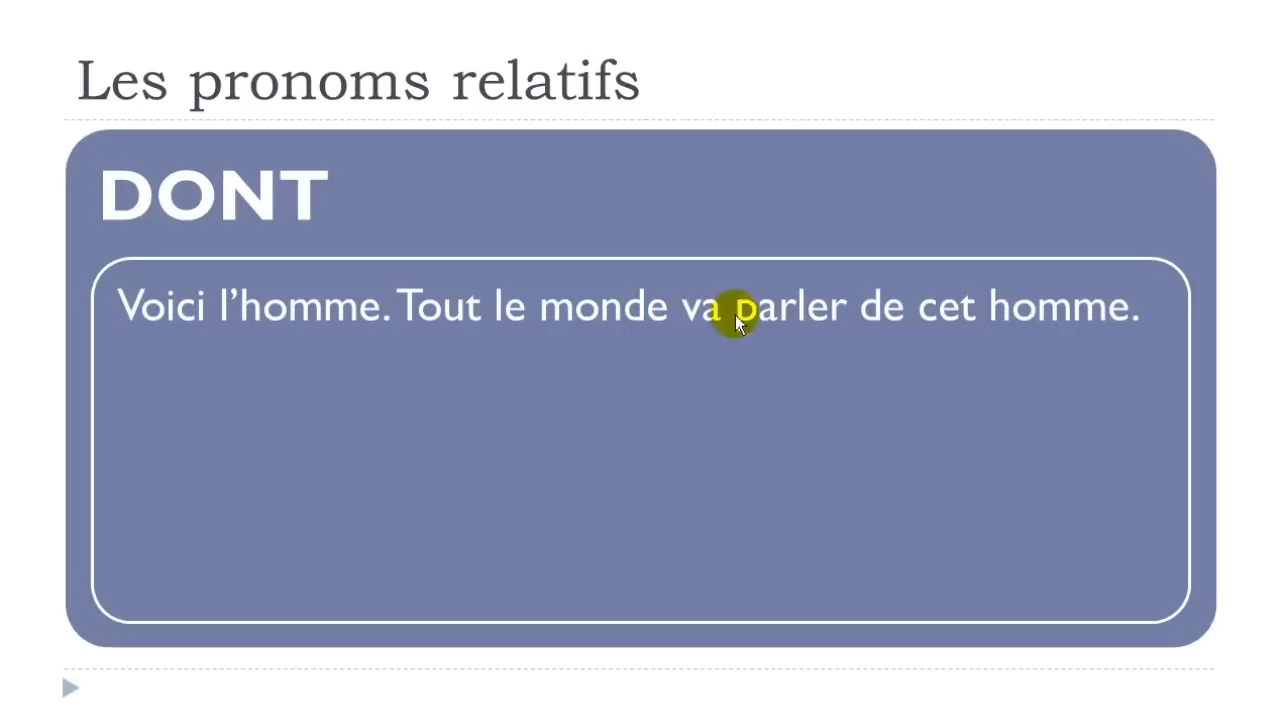 Les pronoms relatifs
DONT
Voici l’homme. Tout le monde va parler de cet homme.